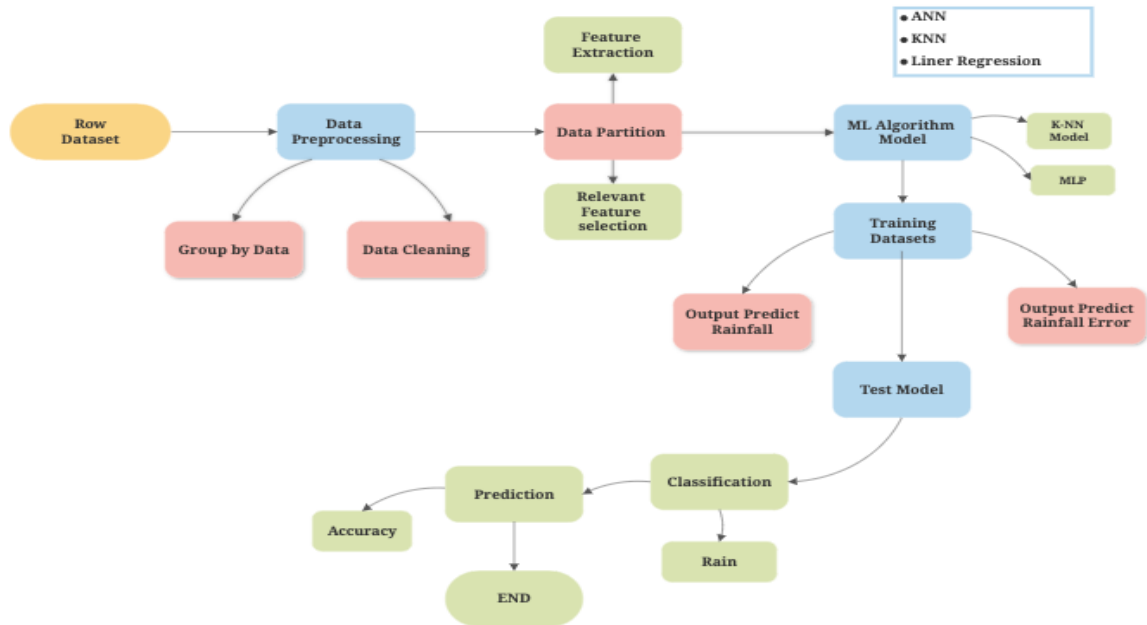 Feature
Extraction
● ANN
● KNN
● Liner Regression
Row
Dataset
Data
Preprocessing
Data Partition
ML Algorithm
Model
K-NN
Model
MLP
Relevant
Feature
selection
Group by Data
Data Cleaning
Training
Datasets
Output Predict
Rainfall
Output Predict
Rainfall Error
Test Model
Classification
Prediction
Accuracy
Rain
END